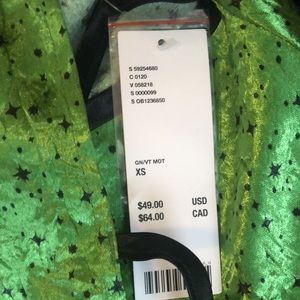 S 59254680
C 0120
V 058218
S 0000099
S OB1236650
GN/VT MOT
XS
$49.00 USD
$64.00 CAD